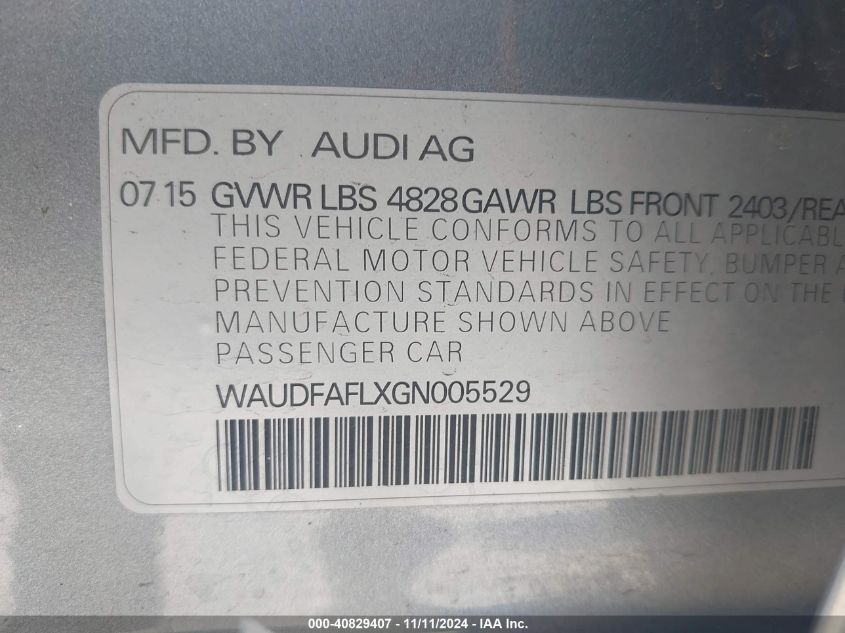 MFD. BY AUDI AG
07 15 GVWR LBS 4828 GAWR LBS FRONT 2403/REA
THIS VEHICLE CONFORMS TO ALL APPLICABL
FEDERAL MOTOR VEHICLE SAFETY, BUMPER A
PREVENTION STANDARDS IN EFFECT ON THE
MANUFACTURE SHOWN ABOVE
PASSENGER CAR
WAUDFAFLXGN005529
000-40829407 - 11/11/2024 - IAA Inc.